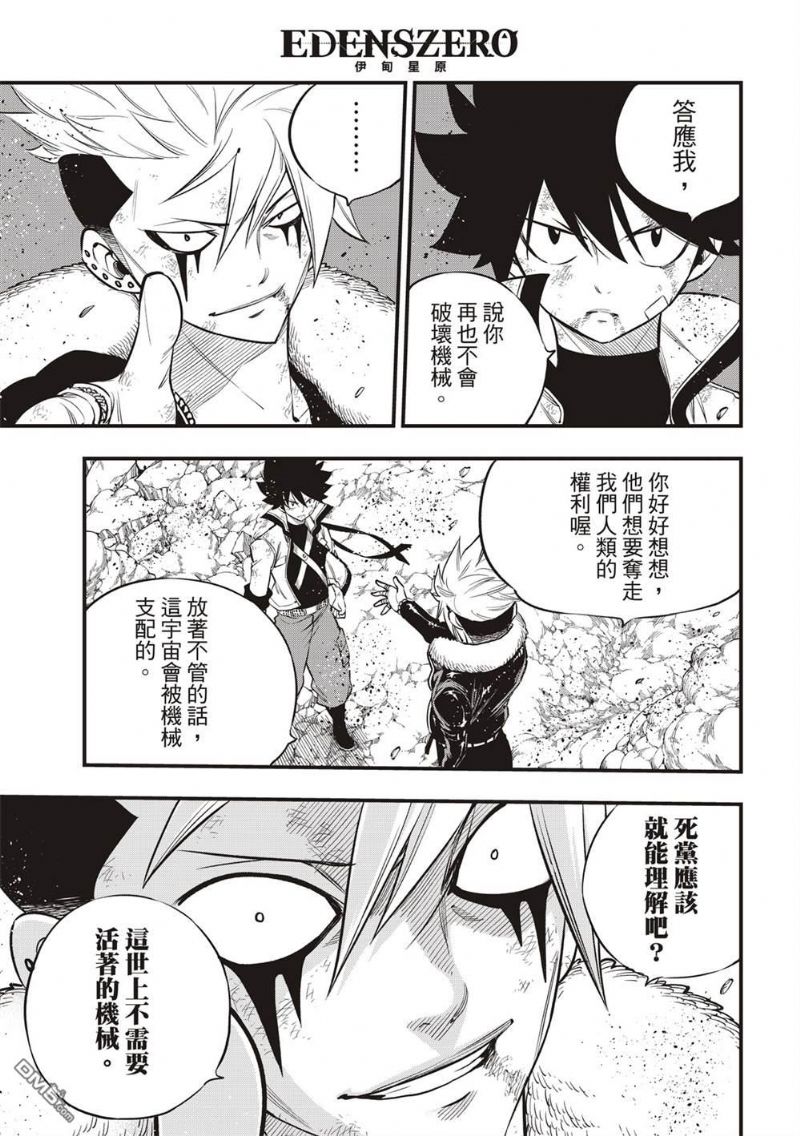 EDENSZERO
伊甸星原
答應我，
說你
再也不會
破壞機械。
………
你好好想想，
他們想要奪走
我們人類的
權利喔。
放著不管的話，
這宇宙會被機械
支配的。
死黨應該
就能理解吧？
這世上不需要
活著的機械。
DM5.com